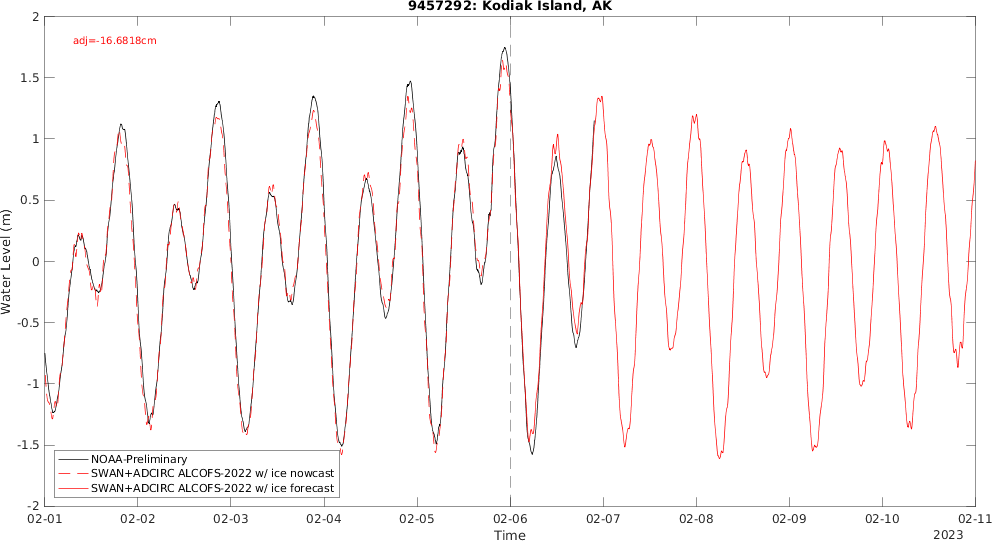 9457292: Kodiak Island, AK
adj=-16.6818cm
Water Level (m)
2
1.5
1
0.5
0
-0.5
-1
-1.5
-2
NOAA-Preliminary
SWAN+ADCIRC ALCOFS-2022 w/ ice nowcast
SWAN+ADCIRC ALCOFS-2022 w/ ice forecast
02-01 02-02 02-03 02-04 02-05 02-06 02-07 02-08 02-09 02-10 02-11
Time
2023